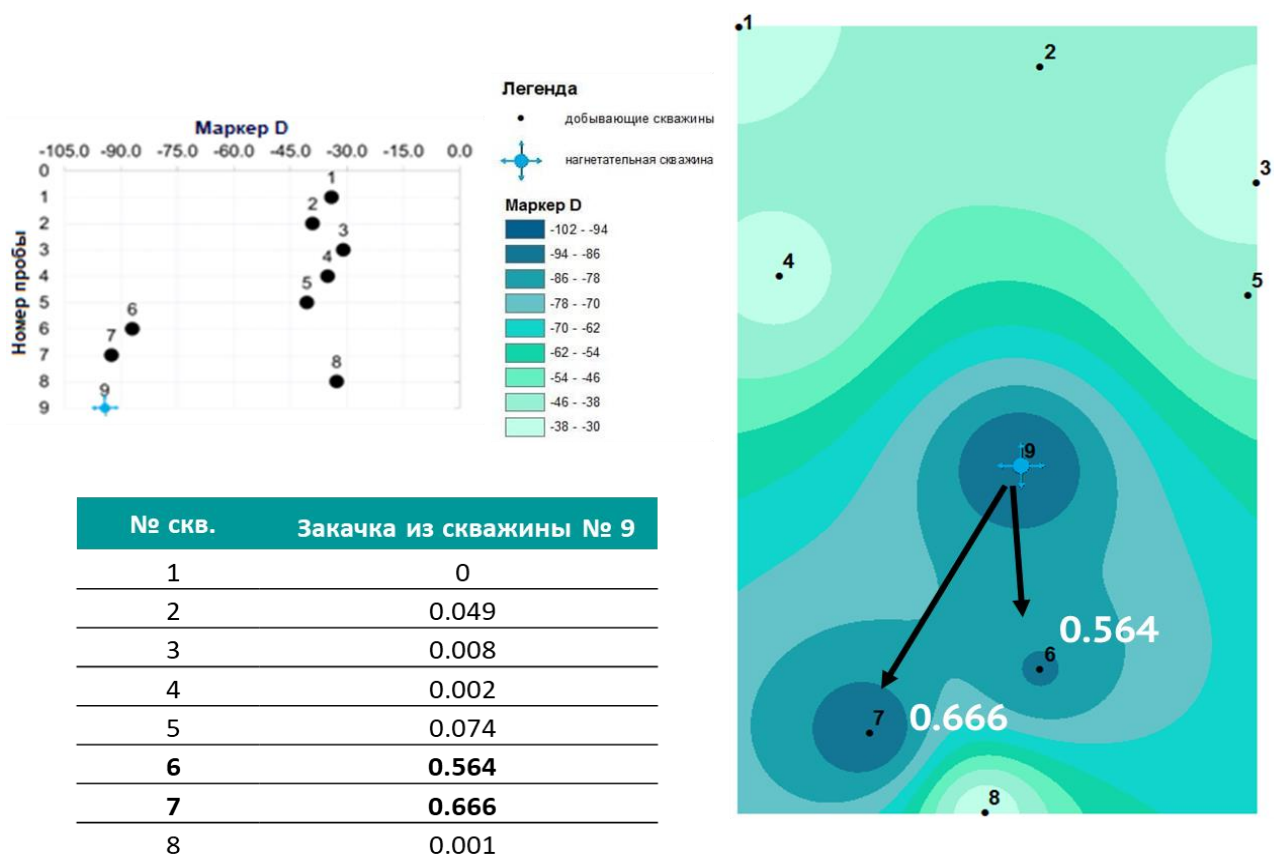 Маркер D
-105.0 -90.0 -75.0 -60.0 -45.0 -30.0 -15.0 0.0
Номер пробы
0
1
2
3
4
5
6
7
8
9
1
2
3
4
5
6
7
8
9
Легенда
добывающие скважины
нагнетательная скважина
Маркер D
-102 - -94
-94 - -86
-86 - -78
-78 - -70
-70 - -62
-62 - -54
-54 - -46
-46 - -38
-38 - -30
№ скв. Закачка из скважины № 9
1 0
2 0.049
3 0.008
4 0.002
5 0.074
6 0.564
7 0.666
8 0.001
1
2
3
4
5
9
0.564
6
7
0.666
8